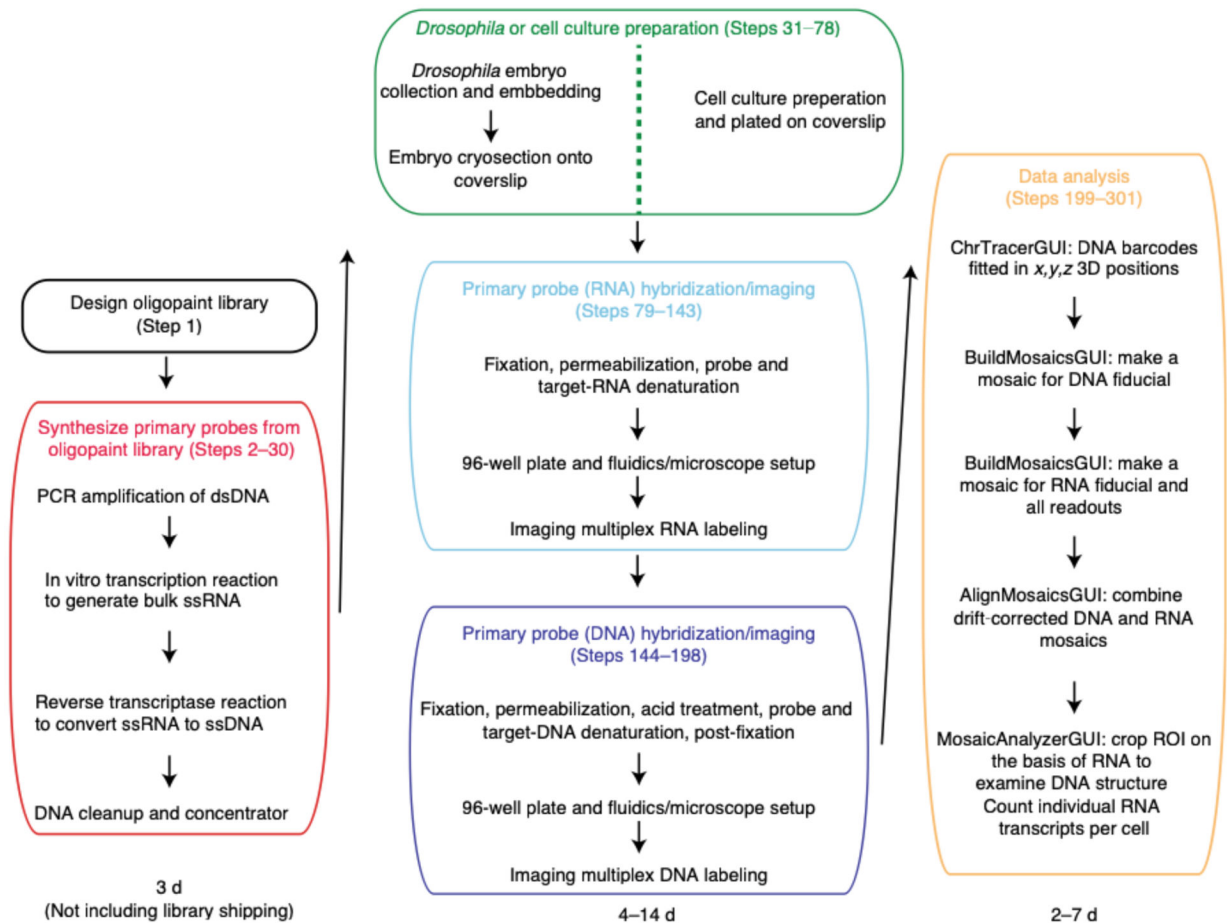 Design oligopaint library
(Step 1)
Synthesize primary probes from
oligopaint library (Steps 2–30)
PCR amplification of dsDNA
In vitro transcription reaction
to generate bulk ssRNA
Reverse transcriptase reaction
to convert ssRNA to ssDNA
DNA cleanup and concentrator
3 d
(Not including library shipping)
Drosophila or cell culture preparation (Steps 31–78)
Drosophila embryo
collection and embbedding
Embryo cryosection onto
coverslip
Cell culture preperation
and plated on coverslip
Primary probe (RNA) hybridization/imaging
(Steps 79–143)
Fixation, permeabilization, probe and
target-RNA denaturation
96-well plate and fluidics/microscope setup
Imaging multiplex RNA labeling
Primary probe (DNA) hybridization/imaging
(Steps 144–198)
Fixation, permeabilization, acid treatment, probe and
target-DNA denaturation, post-fixation
96-well plate and fluidics/microscope setup
Imaging multiplex DNA labeling
4–14 d
Data analysis
(Steps 199–301)
ChrTracerGUI: DNA barcodes
fitted in x,y,z 3D positions
BuildMosaicsGUI: make a
mosaic for DNA fiducial
BuildMosaicsGUI: make a
mosaic for RNA fiducial and
all readouts
AlignMosaicsGUI: combine
drift-corrected DNA and RNA
mosaics
MosaicAnalyzerGUI: crop ROI on
the basis of RNA to
examine DNA structure
Count individual RNA
transcripts per cell
2–7 d